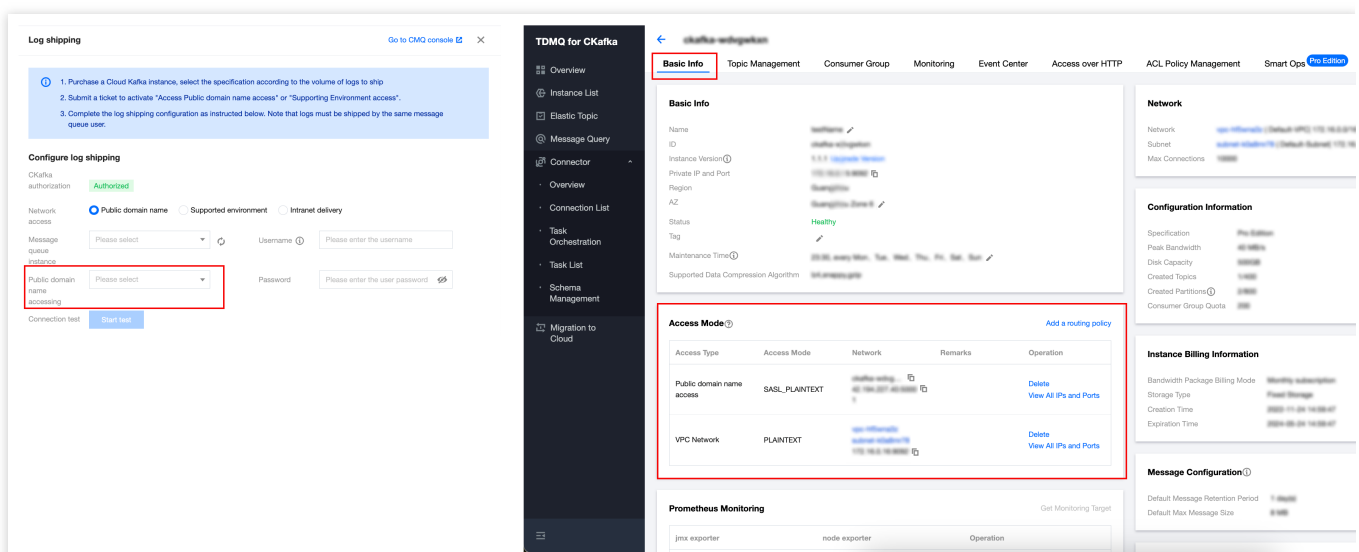 Log shipping
Go to CMQ console
1. Purchase a Cloud Kafka instance, select the specification according to the volume of logs to ship
2. Submit a ticket to activate "Access Public domain name access" or "Supporting Environment access".
3. Complete the log shipping configuration as instructed below. Note that logs must be shipped by the same message
queue user.
Configure log shipping
CKafka
authorization
Authorized
Network
access
Public domain name
Supported environment
Intranet delivery
Message
queue
instance
Please select
Username
Please enter the username
Public domain
name
accessing
Please select
Password
Please enter the user password
Connection test
Start test
TDMQ for CKafka
Overview
Instance List
Elastic Topic
Message Query
Connector
Overview
Connection List
Task
Orchestration
Task List
Schema
Management
Migration to
Cloud
Basic Info
Topic Management
Consumer Group
Monitoring
Event Center
Access over HTTP
ACL Policy Management
Smart Ops
Pro Edition
Basic Info
Name
ID
Instance Version
Private IP and Port
Region
AZ
Status
Healthy
Tag
Maintenance Time
Supported Data Compression Algorithm
Access Mode
Add a routing policy
Access Type
Access Mode
Network
Remarks
Operation
Public domain name
access
SASL_PLAINTEXT
Delete
View All IPs and Ports
VPC Network
PLAINTEXT
Delete
View All IPs and Ports
Prometheus Monitoring
Get Monitoring Target
jmx exporter
node exporter
Operation
Network
Network
Subnet
Max Connections
Configuration Information
Specification
Peak Bandwidth
Disk Capacity
Created Topics
Created Partitions
Consumer Group Quota
Instance Billing Information
Bandwidth Package Billing Mode
Storage Type
Creation Time
Expiration Time
Message Configuration
Default Message Retention Period
Default Max Message Size